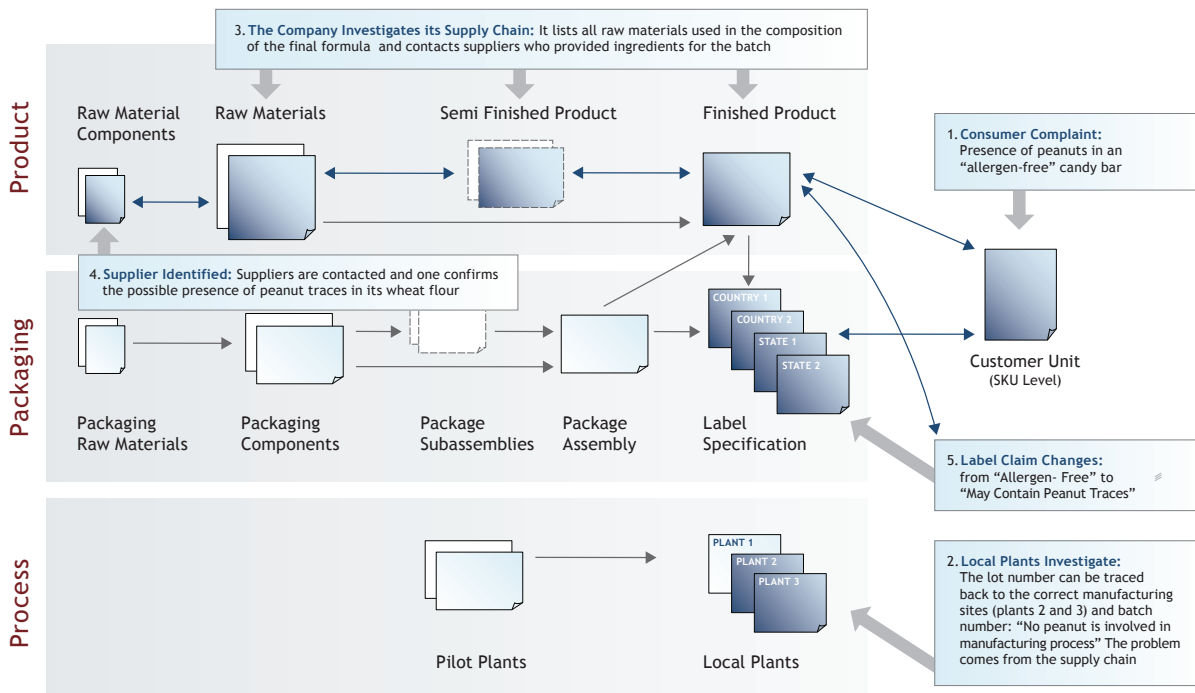 3. The Company Investigates its Supply Chain: It lists all raw materials used in the composition
of the final formula and contacts suppliers who provided ingredients for the batch
Product
Raw Material
Components
Raw Materials
Semi Finished Product
Finished Product
1. Consumer Complaint:
Presence of peanuts in an
“allergen-free” candy bar
4. Supplier Identified: Suppliers are contacted and one confirms
the possible presence of peanut traces in its wheat flour
Packaging
COUNTRY 1
COUNTRY 2
STATE 1
STATE 2
Customer Unit
(SKU Level)
Packaging
Raw Materials
Packaging
Components
Package
Subassemblies
Package
Assembly
Label
Specification
5. Label Claim Changes:
from “Allergen- Free” to
“May Contain Peanut Traces”
Process
PLANT 1
PLANT 2
PLANT 3
Pilot Plants
Local Plants
2. Local Plants Investigate:
The lot number can be traced
back to the correct manufacturing
sites (plants 2 and 3) and batch
number: “No peanut is involved in
manufacturing process” The problem
comes from the supply chain